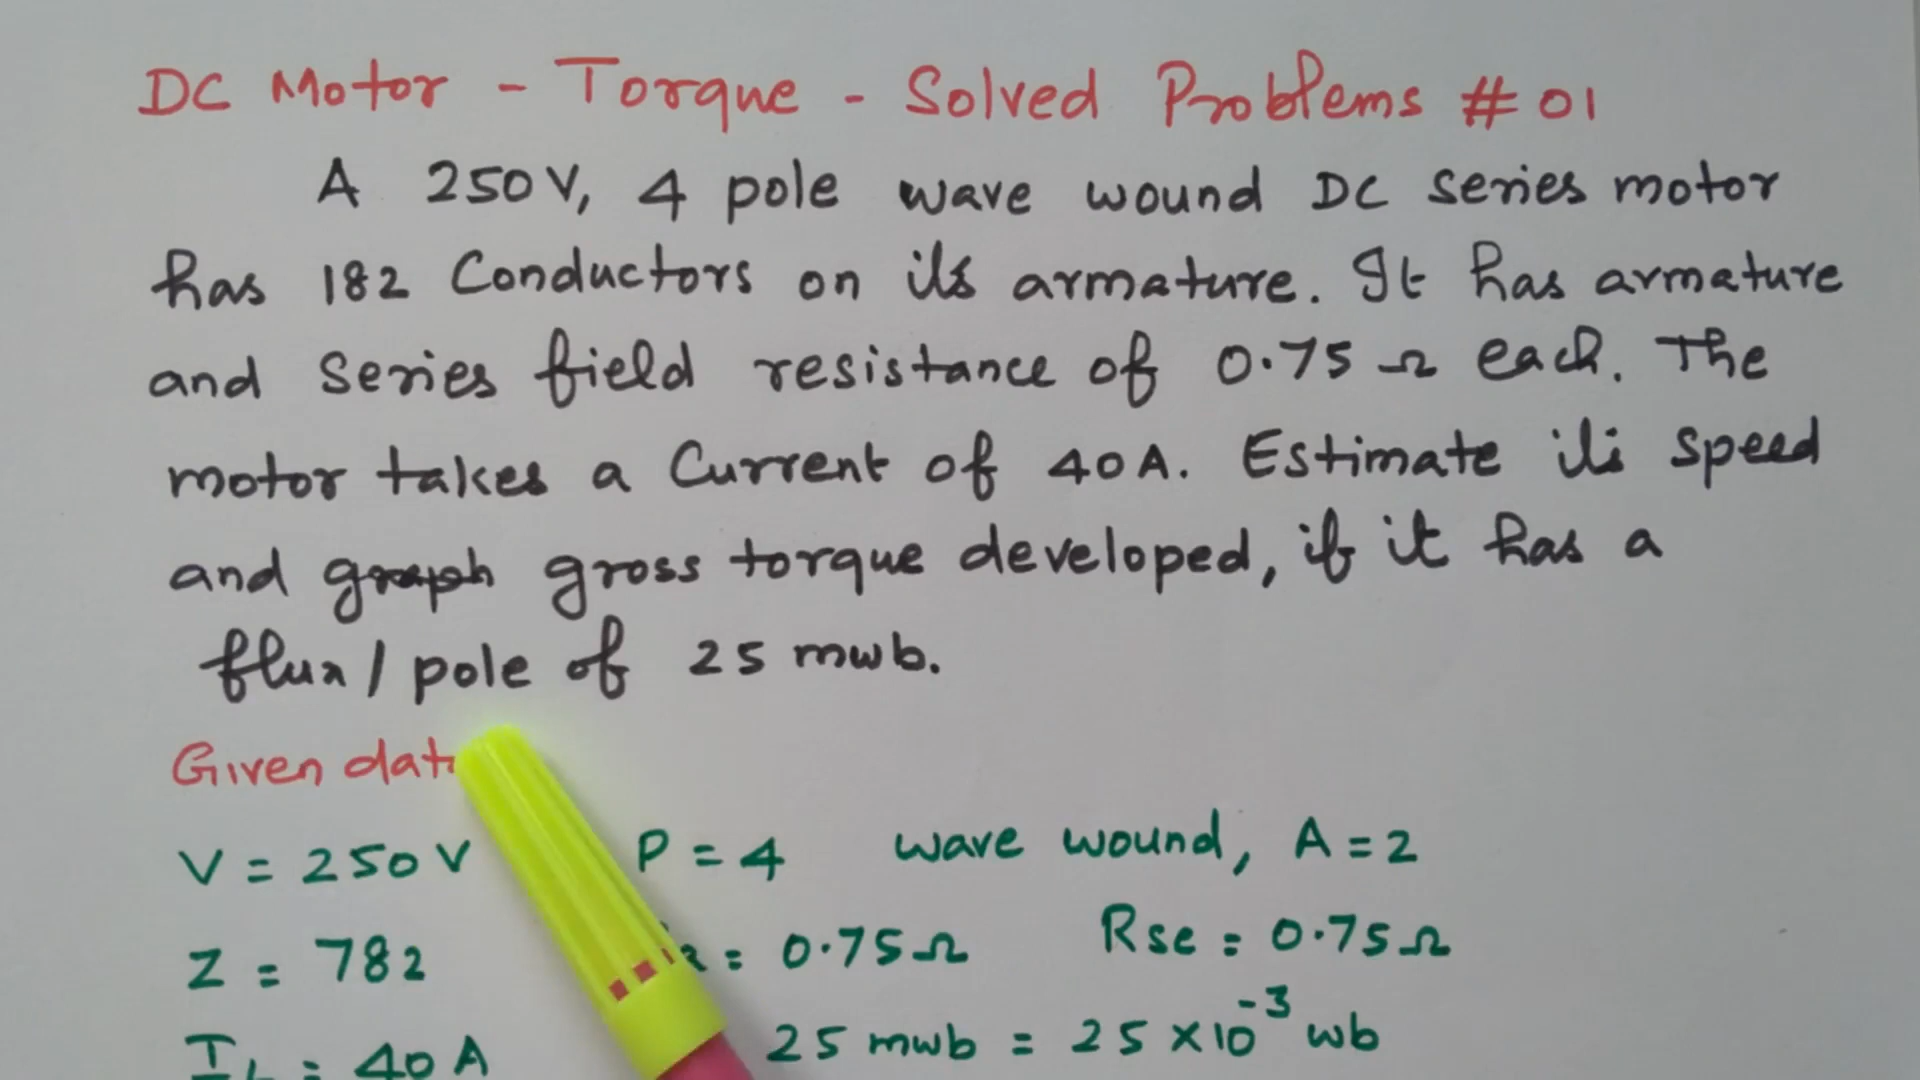 DC Motor - Torque - Solved Problems # 01
A 250V, 4 pole wave wound DC series motor
has 182 Conductors on its armature. It has armature
and series field resistance of 0.75 Ω each. The
motor takes a Current of 40A. Estimate its speed
and graph gross torque developed, if it has a
flux/pole of 25 mwb.
Given
V = 250 V P = 4 wave wound, A = 2
Z = 782 = 0.75Ω Rse = 0.75Ω
= 40 A 25 mwb = 25 × 10⁻³ wb